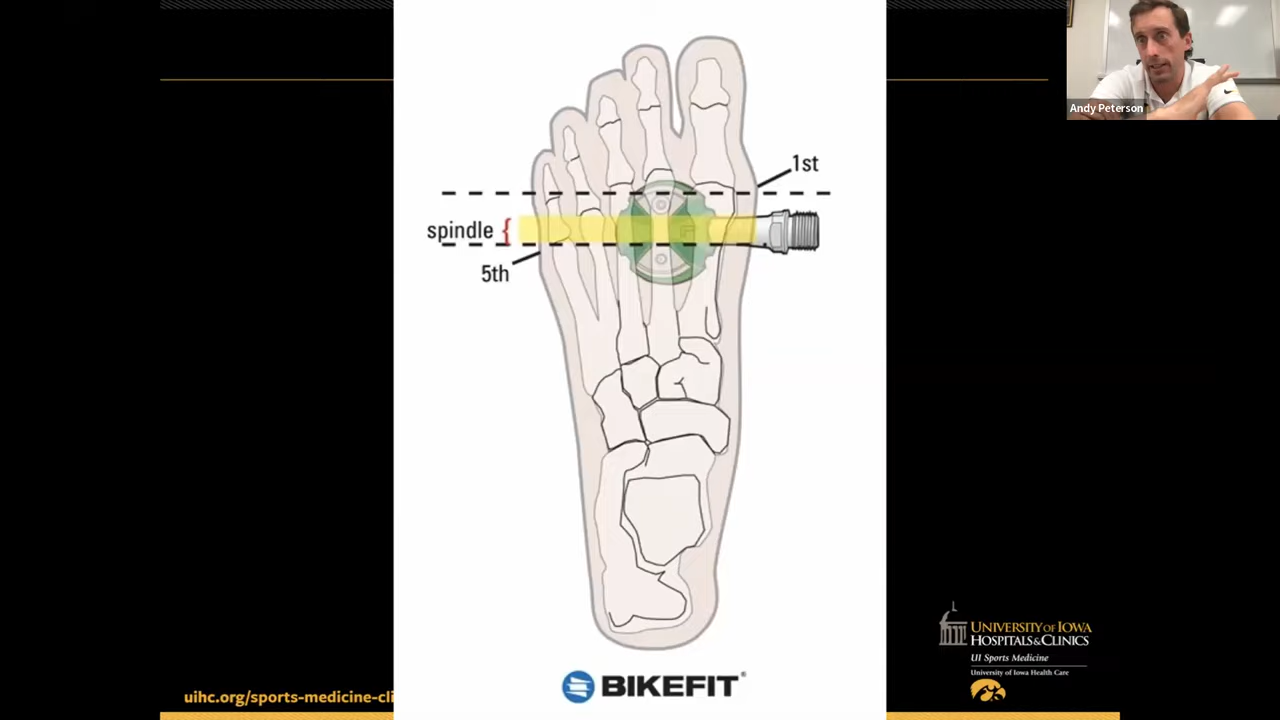 Andy Peterson
1st
spindle {
5th
UNIVERSITY OF IOWA
HOSPITALS & CLINICS
UI Sports Medicine
University of Iowa Health Care
BIKEFIT®
uihc.org/sports-medicine-cli